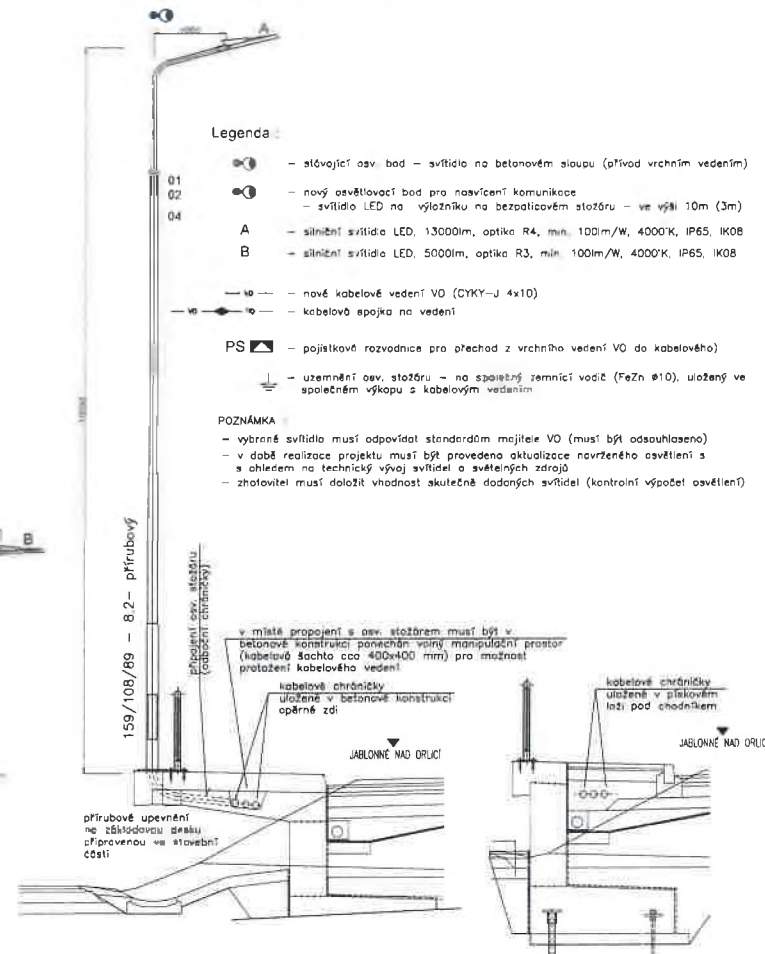 A
01
02
04
Legenda :
– stávající osv. bod – svítidlo na betonovém sloupu (přívod vrchním vedením)
– nový osvětlovací bod pro nasvícení komunikace
– svítidlo LED na výložníku na bezpaticovém stožáru – ve výši 10m (3m)
A – silniční svítidlo LED, 13000lm, optika R4, min. 100lm/W, 4000°K, IP65, IK08
B – silniční svítidlo LED, 5000lm, optika R3, min. 100lm/W, 4000°K, IP65, IK08
VO – nové kabelové vedení VO (CYKY-J 4x10)
VO VO – kabelová spojka na vedení
PS – pojistková rozvodnice pro přechod z vrchního vedení VO do kabelového)
– uzemnění osv. stožáru – na společný zemnící vodič (FeZn ø10), uložený ve
společném výkopu s kabelovým vedením
POZNÁMKA :
– vybrané svítidlo musí odpovídat standardům majitele VO (musí být odsouhlaseno)
– v době realizace projektu musí být provedeno aktualizace navrženého osvětlení s
s ohledem na technický vývoj svítidel a světelných zdrojů
– zhotovitel musí doložit vhodnost skutečně dodaných svítidel (kontrolní výpočet osvětlení)
B
159/108/89 – 8.2– přírubový
připojení osv. stožáru
(odboční chráničky)
v místě propojení s osv. stožárem musí být v
betonové konstrukci ponechán volný manipulační prostor
(kabelová šachta cca 400x400 mm) pro možnost
protažení kabelového vedení
kabelové chráničky
uložené v betonové konstrukci
opěrné zdi
kabelové chráničky
uložené v pískovém
loži pod chodníkem
JABLONNÉ NAD ORLICÍ
JABLONNÉ NAD ORLICÍ
přírubové upevnění
na základovou desku
připravenou ve stavební
části